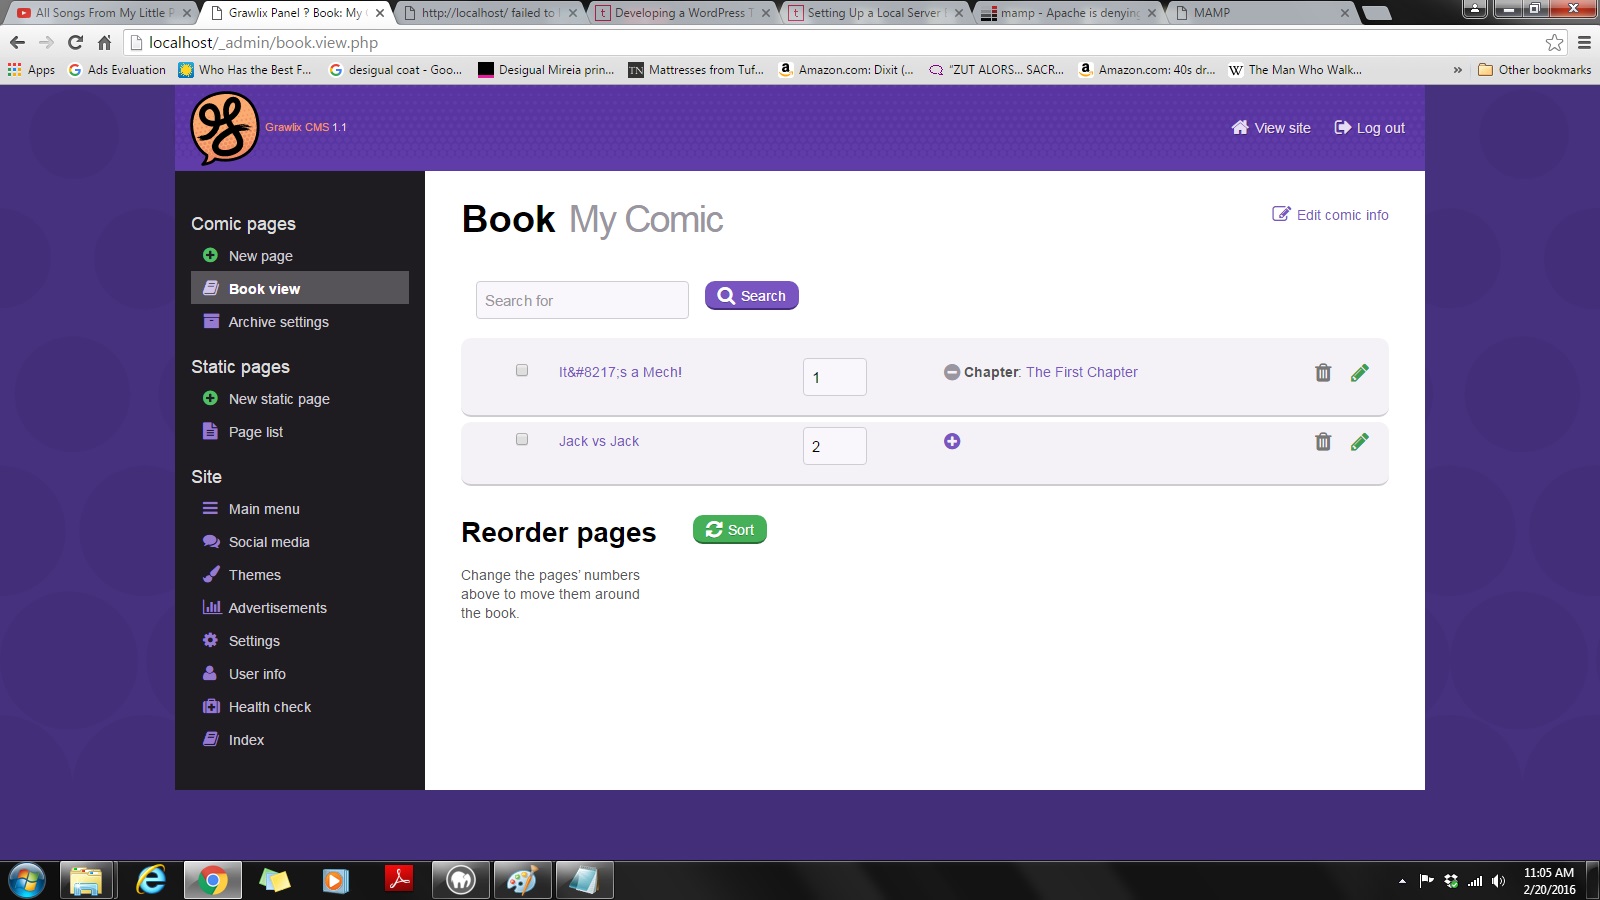 All Songs From My Little P
Grawlix Panel ? Book: My C
http://localhost/ failed to l
Developing a WordPress T
Setting Up a Local Server
mamp - Apache is denying
MAMP
localhost/_admin/book.view.php
Apps
Ads Evaluation
Who Has the Best F...
desigual coat - Goo...
Desigual Mireia prin...
TN
Mattresses from Tuf...
Amazon.com: Dixit (...
"ZUT ALORS... SACR...
Amazon.com: 40s dr...
The Man Who Walk...
»
Other bookmarks
Grawlix CMS 1.1
View site
Log out
Comic pages
New page
Book view
Archive settings
Static pages
New static page
Page list
Site
Main menu
Social media
Themes
Advertisements
Settings
User info
Health check
Index
Book My Comic
Edit comic info
Search for
Search
It&#8217;s a Mech!
1
Chapter: The First Chapter
Jack vs Jack
2
Reorder pages
Sort
Change the pages’ numbers
above to move them around
the book.
11:05 AM
2/20/2016